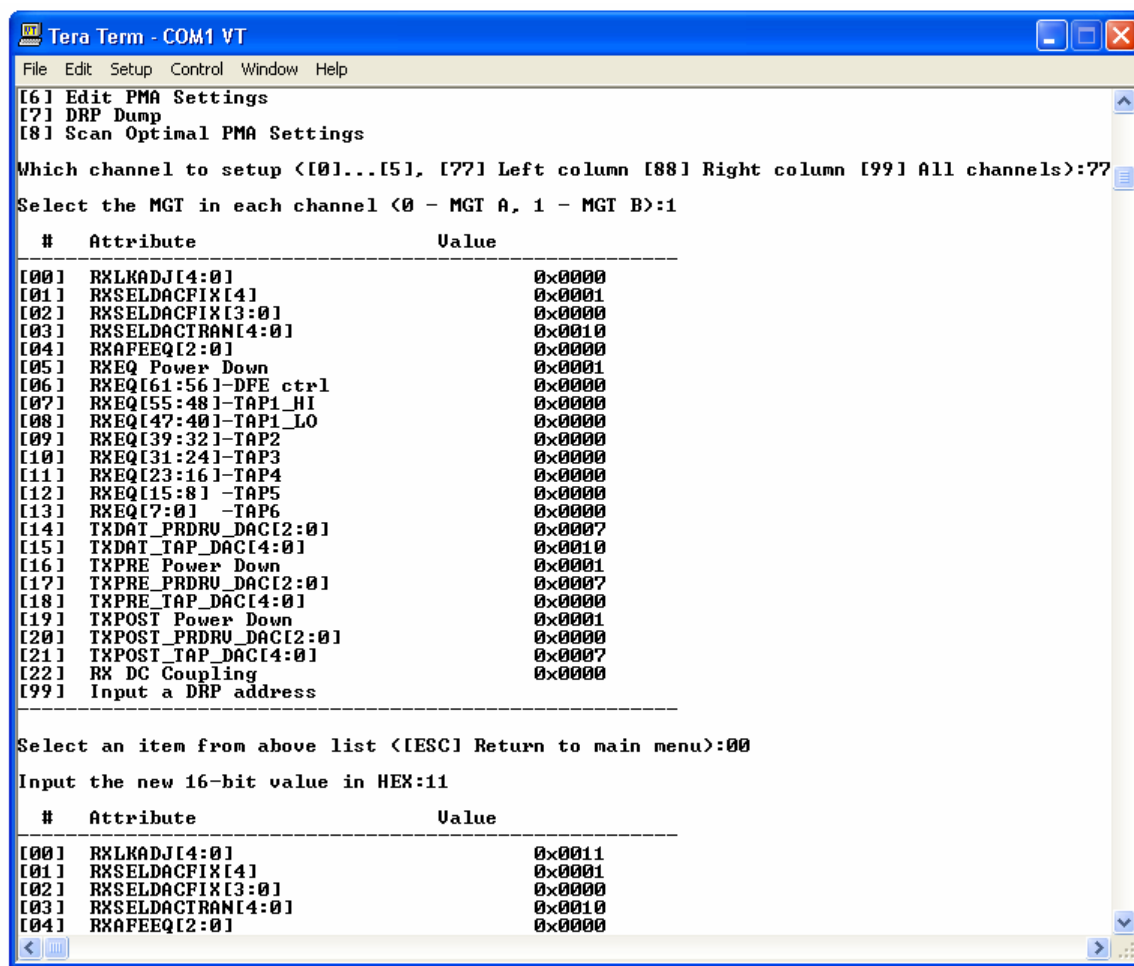 Tera Term - COM1 VT
File Edit Setup Control Window Help
[6] Edit PMA Settings
[7] DRP Dump
[8] Scan Optimal PMA Settings
Which channel to setup ([0]...[5], [77] Left column [88] Right column [99] All channels):77
Select the MGT in each channel (0 - MGT A, 1 - MGT B):1
# Attribute Value
[00] RXLKADJ[4:0] 0x0000
[01] RXSELDACFIX[4] 0x0001
[02] RXSELDACFIX[3:0] 0x0000
[03] RXSELDACTRAN[4:0] 0x0010
[04] RXAFEEQ[2:0] 0x0000
[05] RXEQ Power Down 0x0001
[06] RXEQ[61:56]-DFE ctrl 0x0000
[07] RXEQ[55:48]-TAP1_HI 0x0000
[08] RXEQ[47:40]-TAP1_LO 0x0000
[09] RXEQ[39:32]-TAP2 0x0000
[10] RXEQ[31:24]-TAP3 0x0000
[11] RXEQ[23:16]-TAP4 0x0000
[12] RXEQ[15:8] -TAP5 0x0000
[13] RXEQ[7:0] -TAP6 0x0000
[14] TXDAT_PRDRV_DAC[2:0] 0x0007
[15] TXDAT_TAP_DAC[4:0] 0x0010
[16] TXPRE Power Down 0x0001
[17] TXPRE_PRDRV_DAC[2:0] 0x0007
[18] TXPRE_TAP_DAC[4:0] 0x0000
[19] TXPOST Power Down 0x0001
[20] TXPOST_PRDRV_DAC[2:0] 0x0000
[21] TXPOST_TAP_DAC[4:0] 0x0007
[22] RX DC Coupling 0x0000
[99] Input a DRP address
Select an item from above list ([ESC] Return to main menu):00
Input the new 16-bit value in HEX:11
# Attribute Value
[00] RXLKADJ[4:0] 0x0011
[01] RXSELDACFIX[4] 0x0001
[02] RXSELDACFIX[3:0] 0x0000
[03] RXSELDACTRAN[4:0] 0x0010
[04] RXAFEEQ[2:0] 0x0000